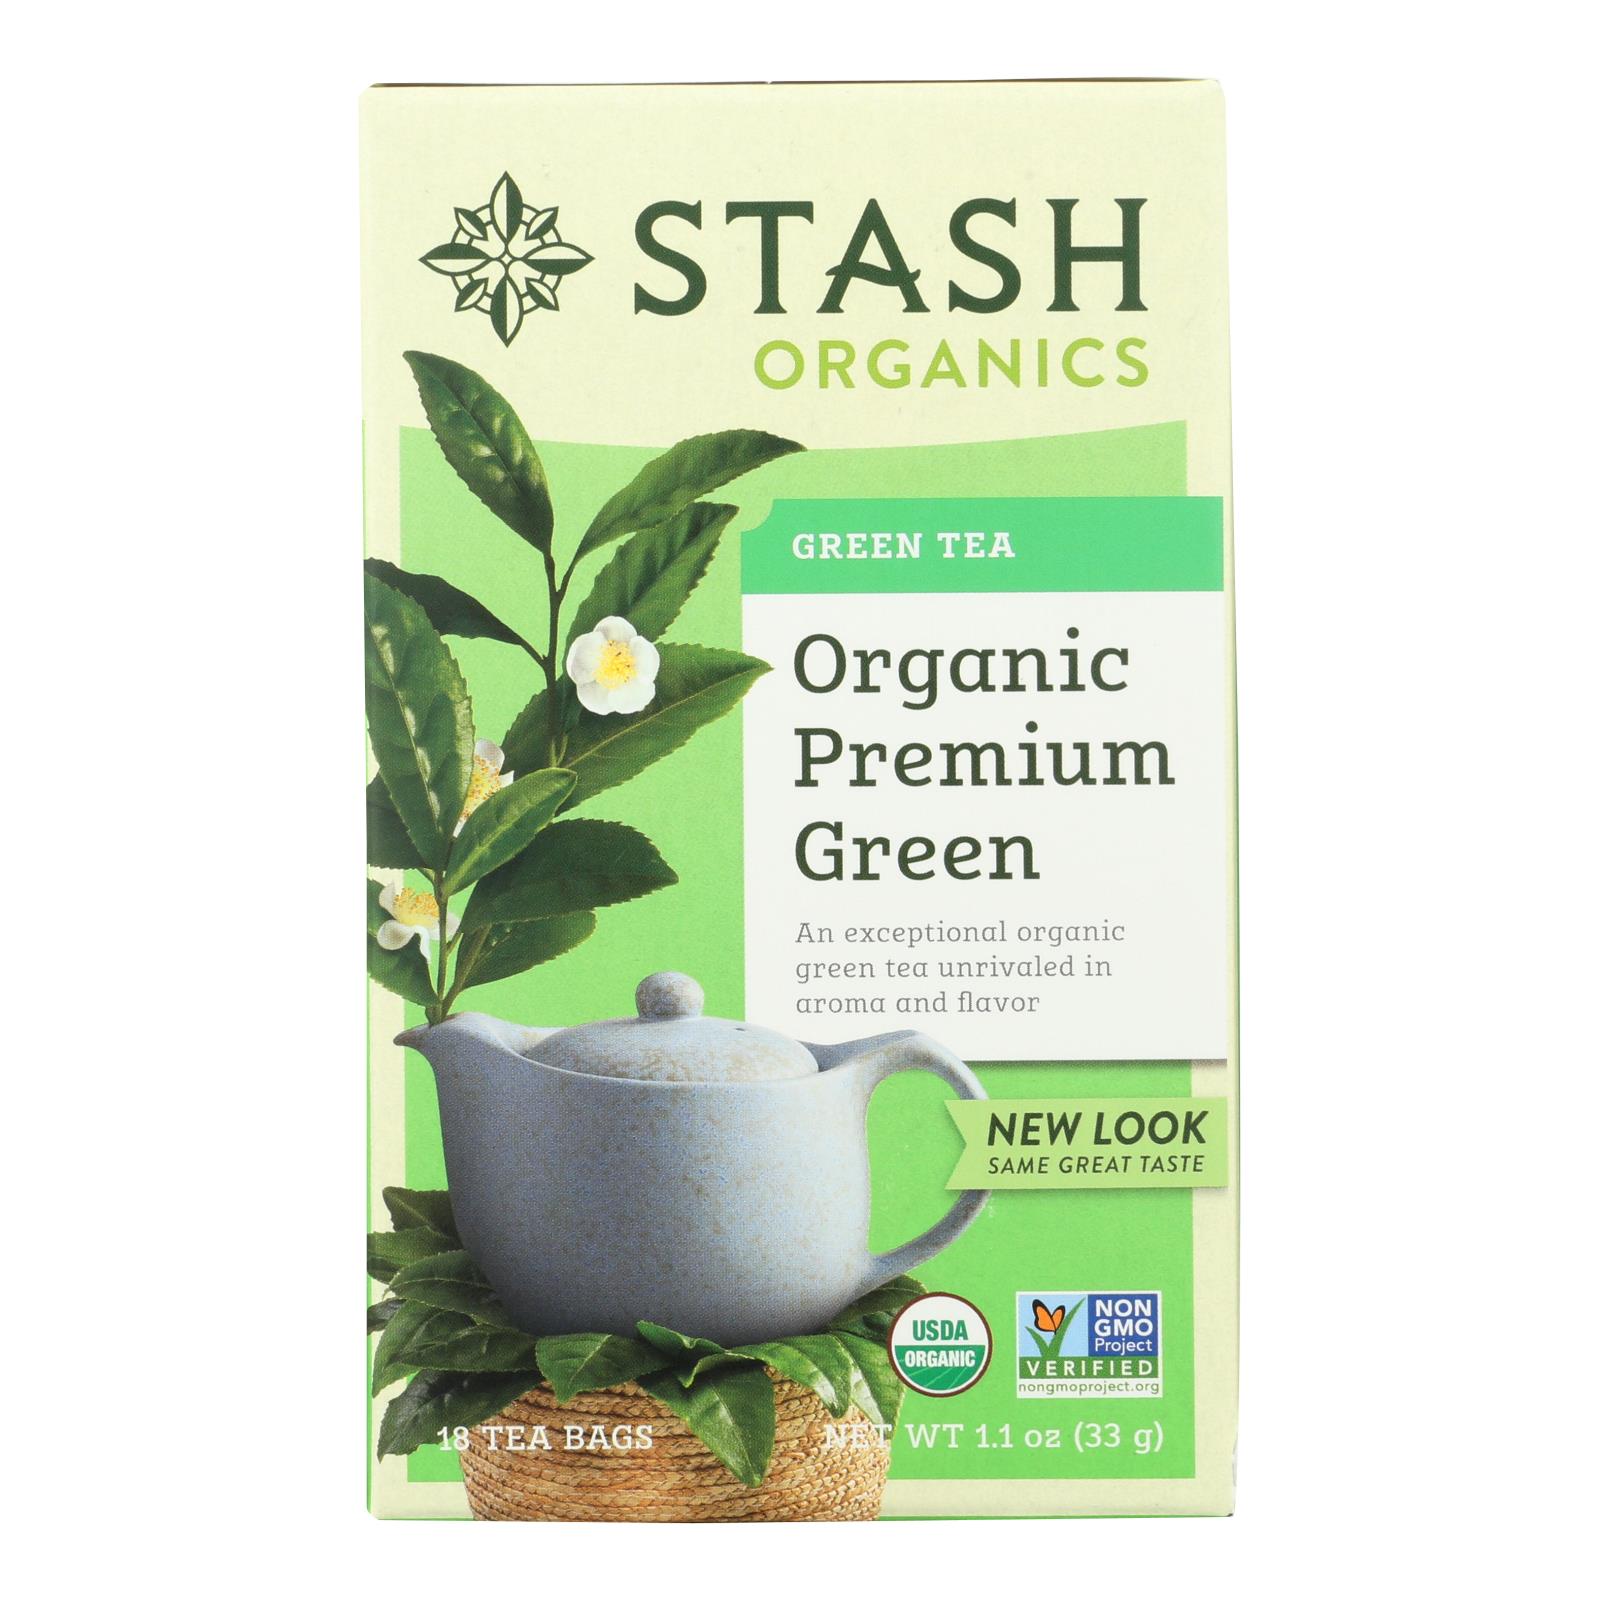 STASH
ORGANICS
GREEN TEA
Organic
Premium
Green
An exceptional organic
green tea unrivaled in
aroma and flavor
NEW LOOK
SAME GREAT TASTE
USDA
ORGANIC
NON
GMO
Project
VERIFIED
nongmoproject.org
18 TEA BAGS
NET WT 1.1 oz (33 g)